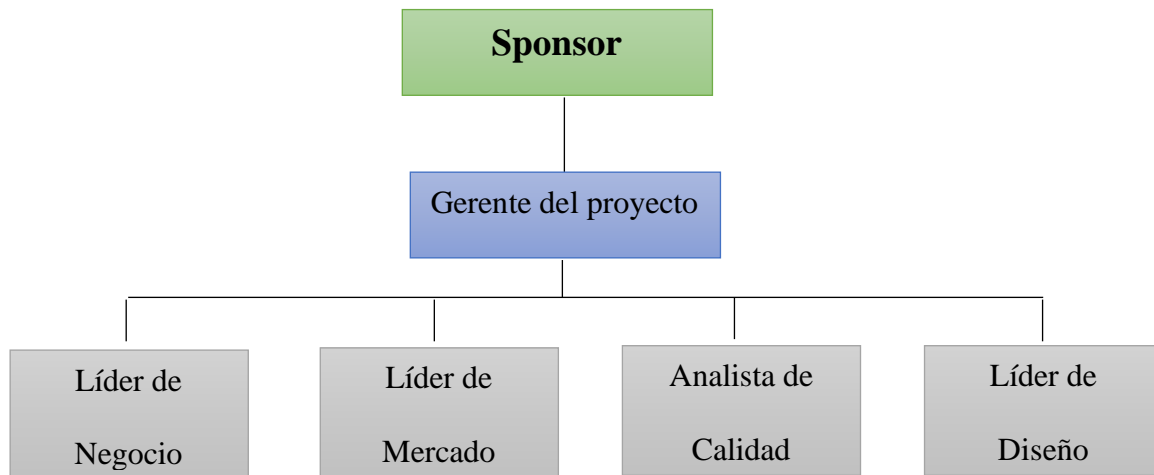 Sponsor
Gerente del proyecto
Líder de
Negocio
Líder de
Mercado
Analista de
Calidad
Líder de
Diseño